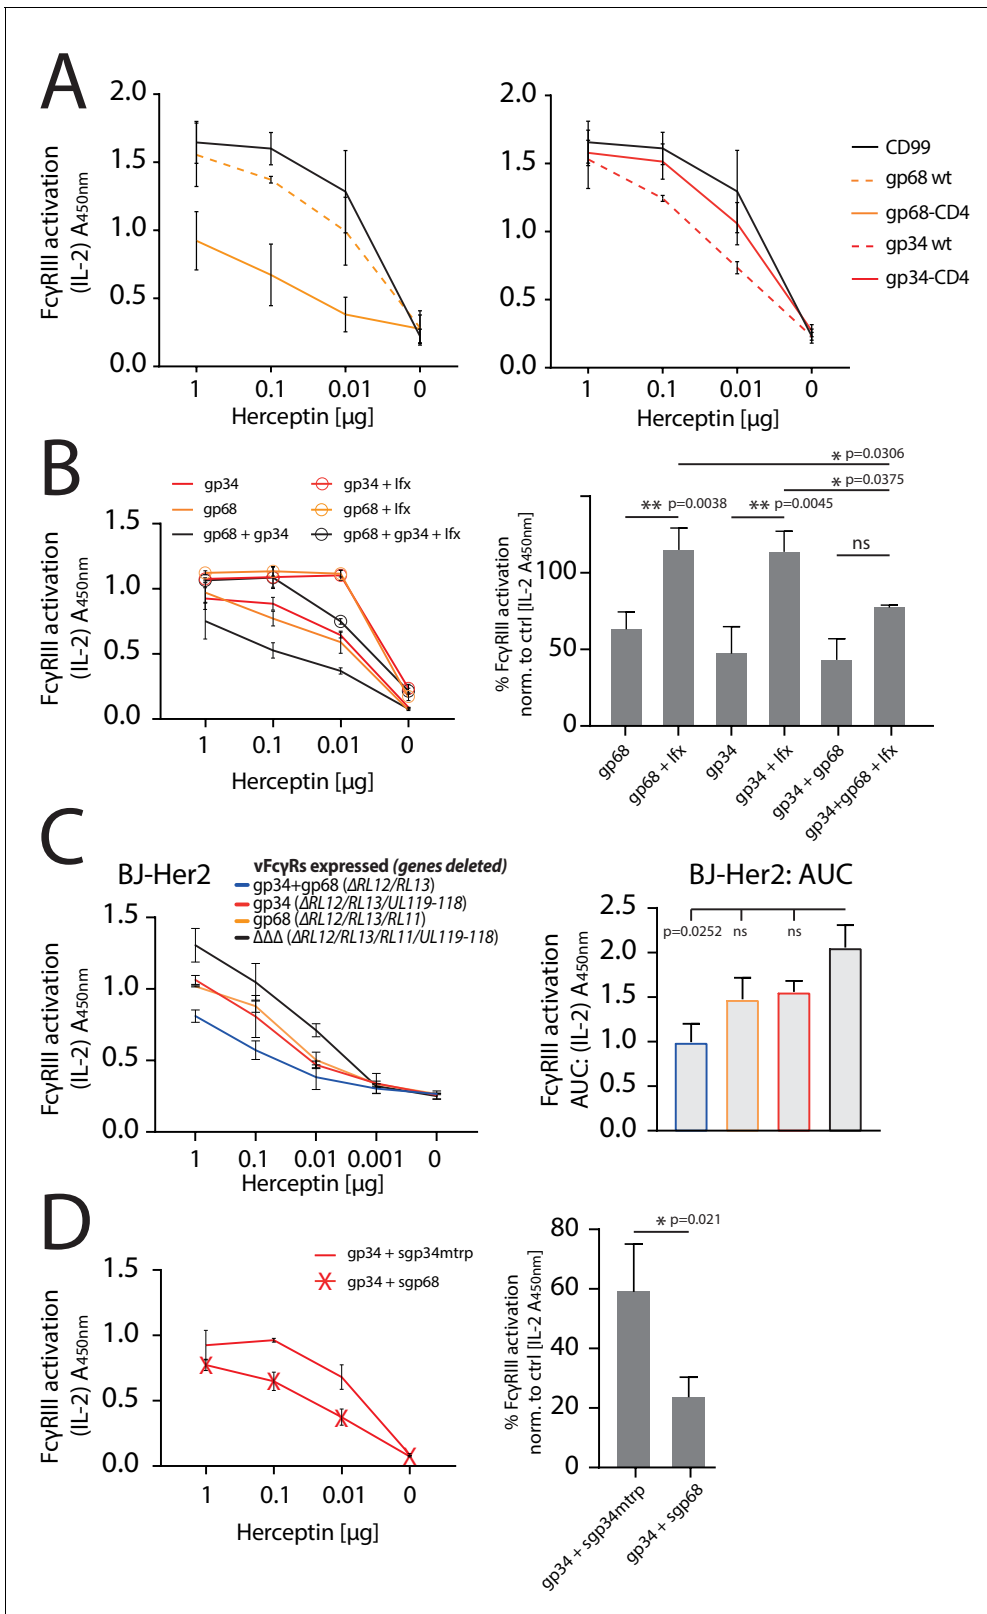 A
2.0
1.5
1.0
0.5
0.0
FcγRIII activation
(IL-2) A450nm
1 0.1 0.01 0
Herceptin [µg]
2.0
1.5
1.0
0.5
0.0
1 0.1 0.01 0
Herceptin [µg]
CD99
gp68 wt
gp68-CD4
gp34 wt
gp34-CD4
B
gp34
gp68
gp68 + gp34
gp34 + lfx
gp68 + lfx
gp68 + gp34 + lfx
1.5
1.0
0.5
0.0
FcγRIII activation
(IL-2) A450nm
1 0.1 0.01 0
Herceptin [µg]
* p=0.0306
* p=0.0375
** p=0.0038
** p=0.0045
ns
100
50
0
% FcγRIII activation
norm. to ctrl [IL-2 A450nm]
gp68
gp68 + lfx
gp34
gp34 + lfx
gp34 + gp68
gp34+gp68 + lfx
C
BJ-Her2
vFcγRs expressed (genes deleted)
gp34+gp68 (ΔRL12/RL13)
gp34 (ΔRL12/RL13/UL119-118)
gp68 (ΔRL12/RL13/RL11)
ΔΔΔ (ΔRL12/RL13/RL11/UL119-118)
1.5
1.0
0.5
0.0
FcγRIII activation
(IL-2) A450nm
1 0.1 0.01 0.001 0
Herceptin [µg]
BJ-Her2: AUC
2.5
2.0
1.5
1.0
0.5
0.0
p=0.0252
ns
ns
FcγRIII activation
AUC: (IL-2) A450nm
D
gp34 + sgp34mtrp
gp34 + sgp68
1.5
1.0
0.5
0.0
FcγRIII activation
(IL-2) A450nm
1 0.1 0.01 0
Herceptin [µg]
* p=0.021
80
60
40
20
0
% FcγRIII activation
norm. to ctrl [IL-2 A450nm]
gp34 + sgp34mtrp
gp34 + sgp68